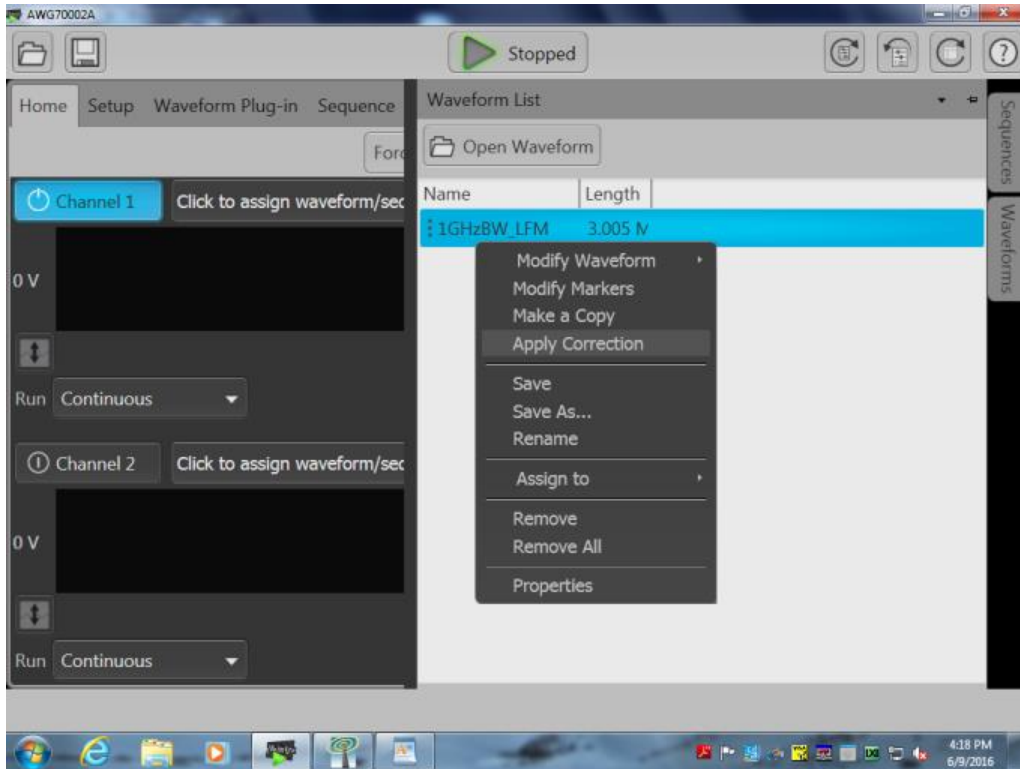 AWG70002A
Stopped
Home Setup Waveform Plug-in Sequence
Waveform List
Forc
Open Waveform
Name Length
Channel 1 Click to assign waveform/sec
1GHzBW_LFM 3.005 M
0 V
Modify Waveform
Modify Markers
Make a Copy
Apply Correction
Run Continuous
Save
Save As...
Rename
Channel 2 Click to assign waveform/sec
Assign to
0 V
Remove
Remove All
Properties
Run Continuous
Sequences
Waveforms
4:18 PM
6/9/2016